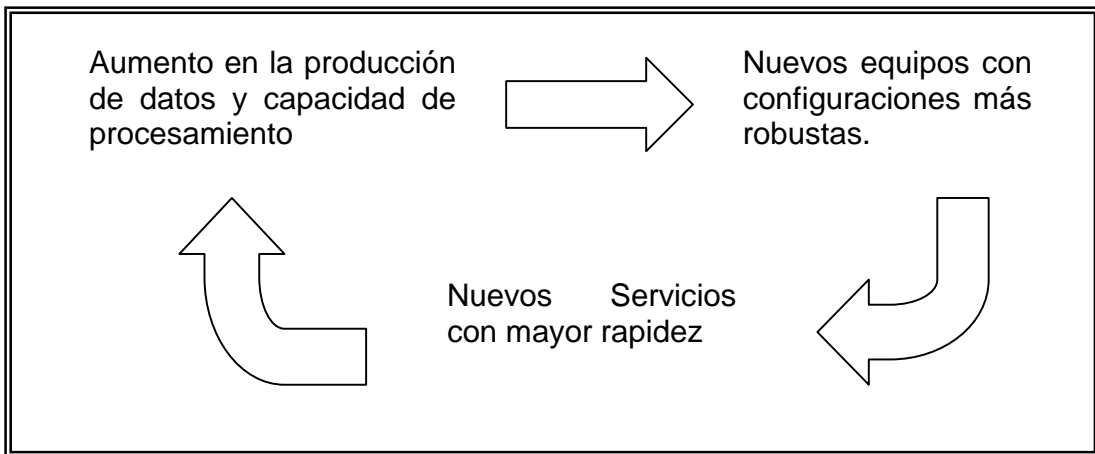 Aumento en la producción
de datos y capacidad de
procesamiento
Nuevos equipos con
configuraciones más
robustas.
Nuevos Servicios
con mayor rapidez